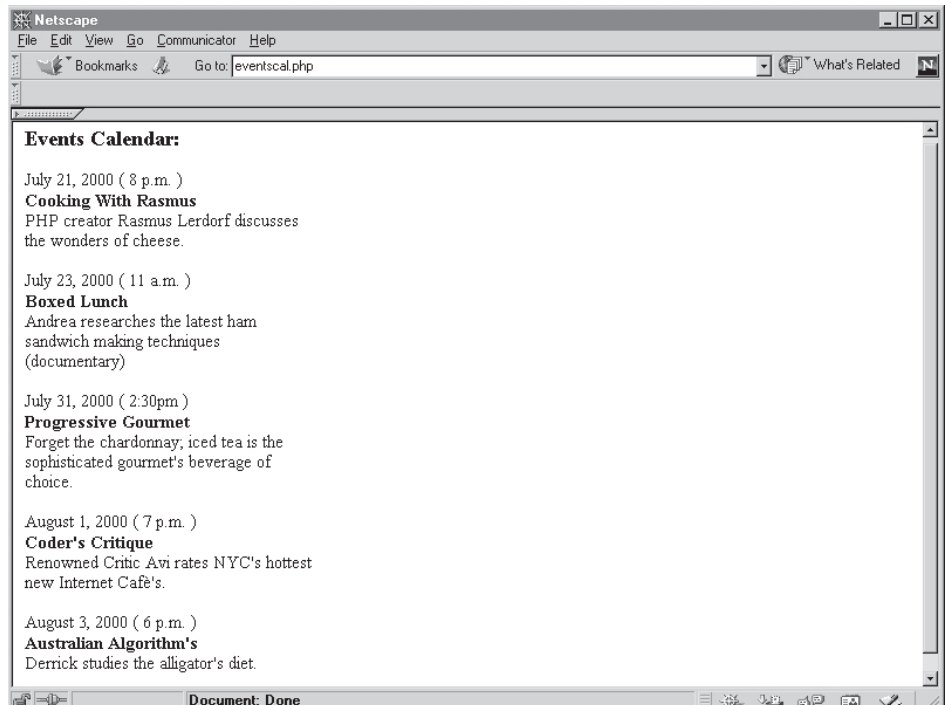 Netscape
File Edit View Go Communicator Help
Bookmarks Go to: eventscal.php What's Related N
Events Calendar:
July 21, 2000 ( 8 p.m. )
Cooking With Rasmus
PHP creator Rasmus Lerdorf discusses
the wonders of cheese.
July 23, 2000 ( 11 a.m. )
Boxed Lunch
Andrea researches the latest ham
sandwich making techniques
(documentary)
July 31, 2000 ( 2:30pm )
Progressive Gourmet
Forget the chardonnay; iced tea is the
sophisticated gourmet's beverage of
choice.
August 1, 2000 ( 7 p.m. )
Coder's Critique
Renowned Critic Avi rates NYC's hottest
new Internet Cafè's.
August 3, 2000 ( 6 p.m. )
Australian Algorithm's
Derrick studies the alligator's diet.
Document: Done